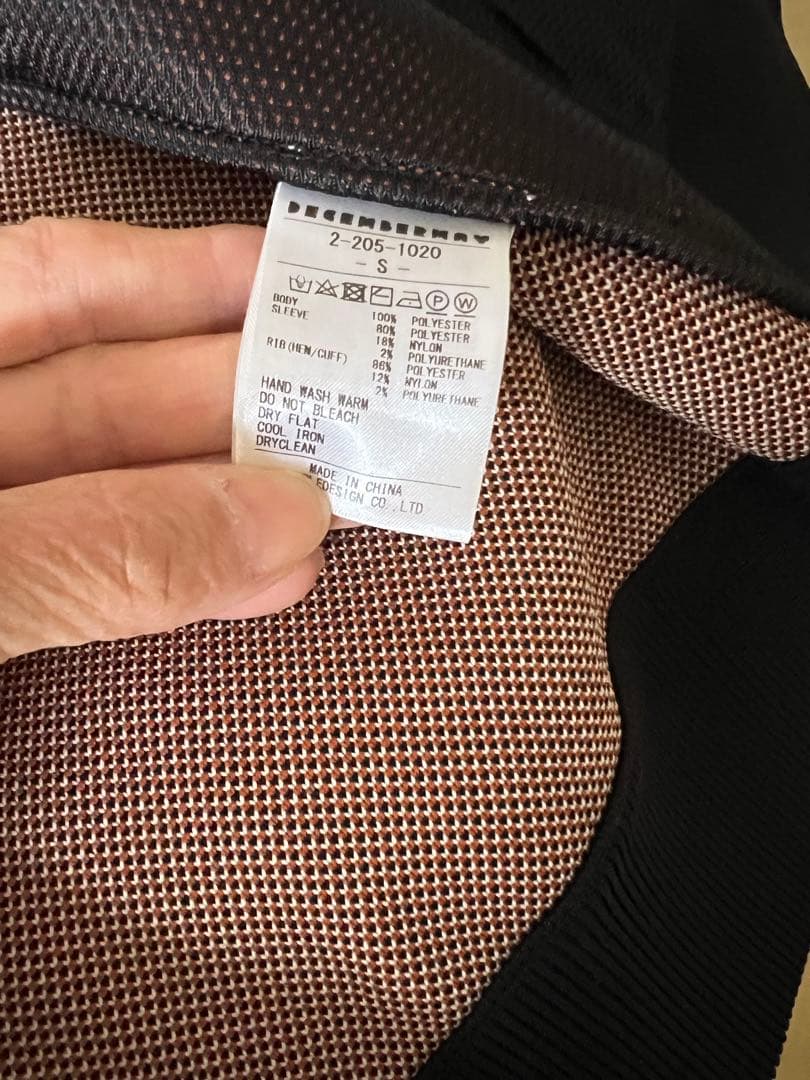 DECEMBERMAY
2-205-1020
- S -
P W
BODY 100% POLYESTER
SLEEVE 80% POLYESTER
18% NYLON
2% POLYURETHANE
RIB(HEM/CUFF) 86% POLYESTER
12% NYLON
2% POLYURETHANE
HAND WASH WARM
DO NOT BLEACH
DRY FLAT
COOL IRON
DRYCLEAN
MADE IN CHINA
EDESIGN CO.,LTD